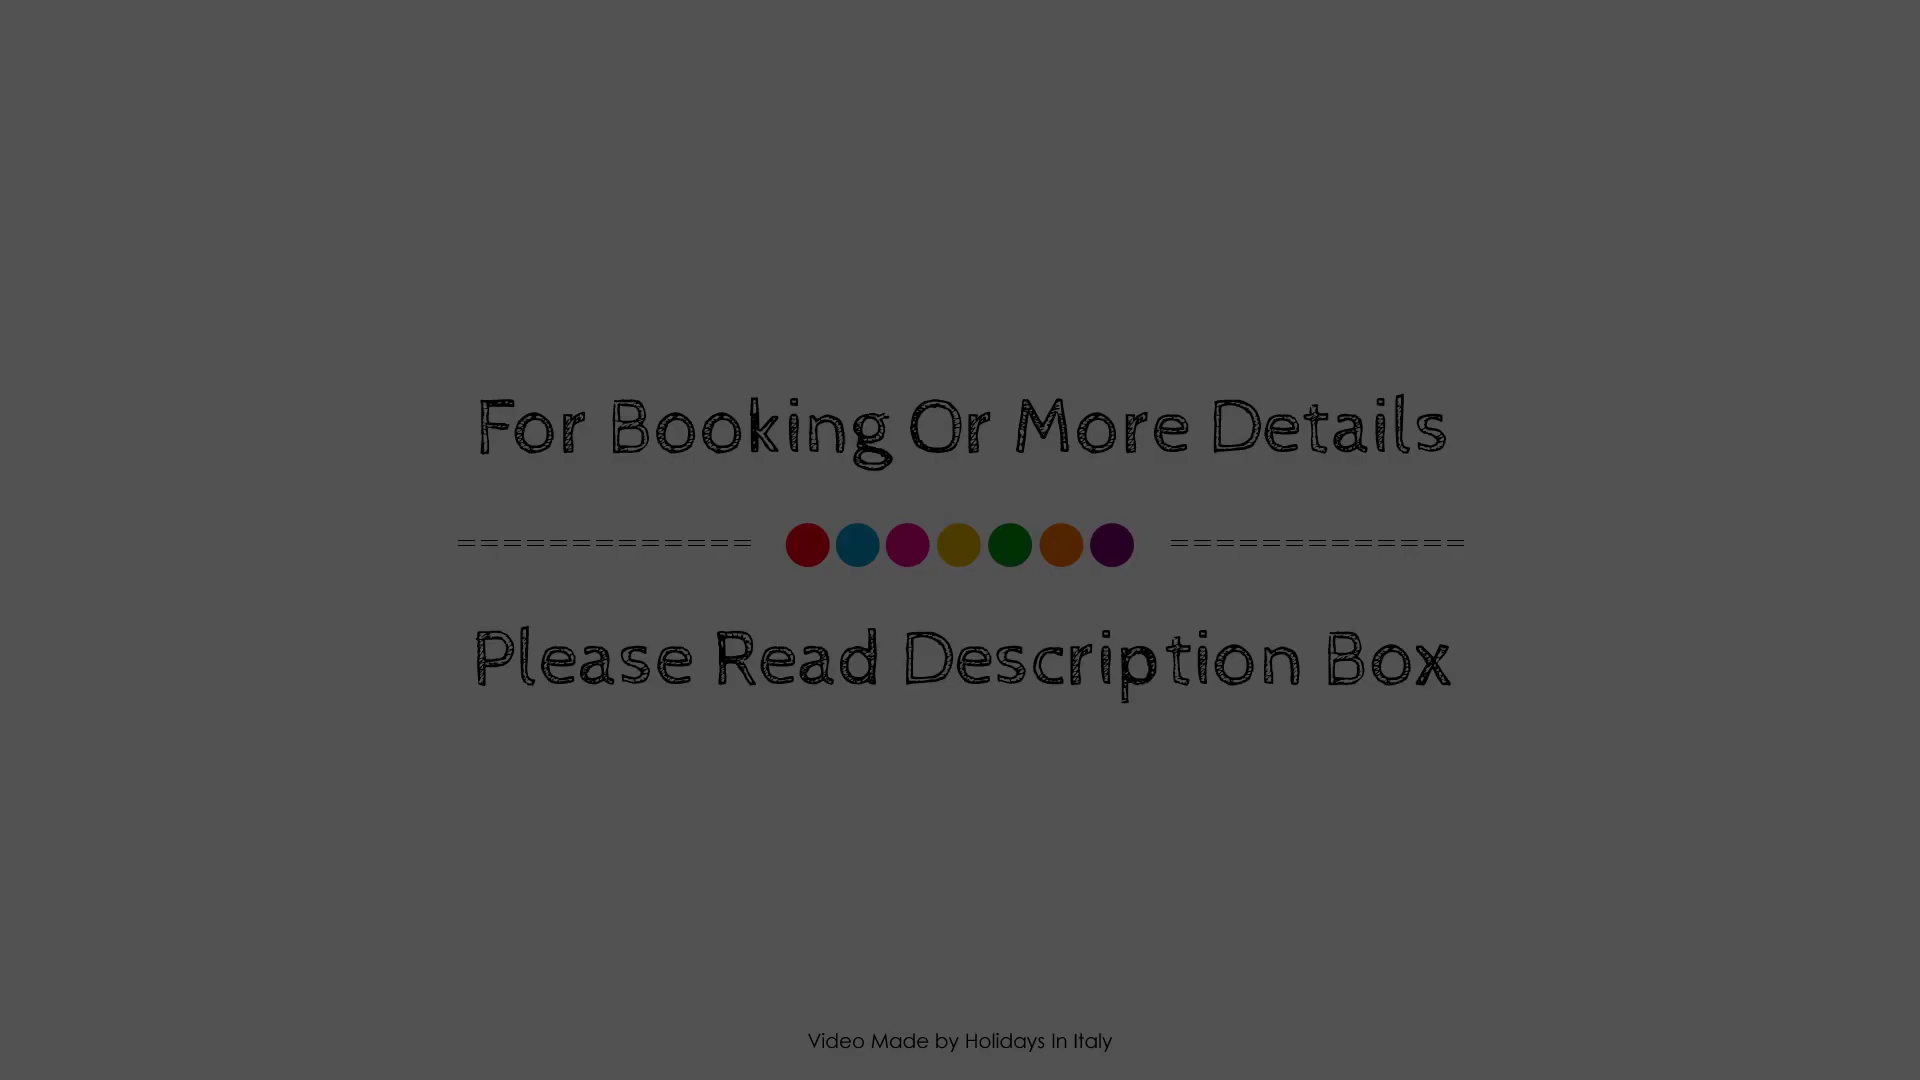 For Booking Or More Details
============= =============
Please Read Description Box
Video Made by Holidays In Italy